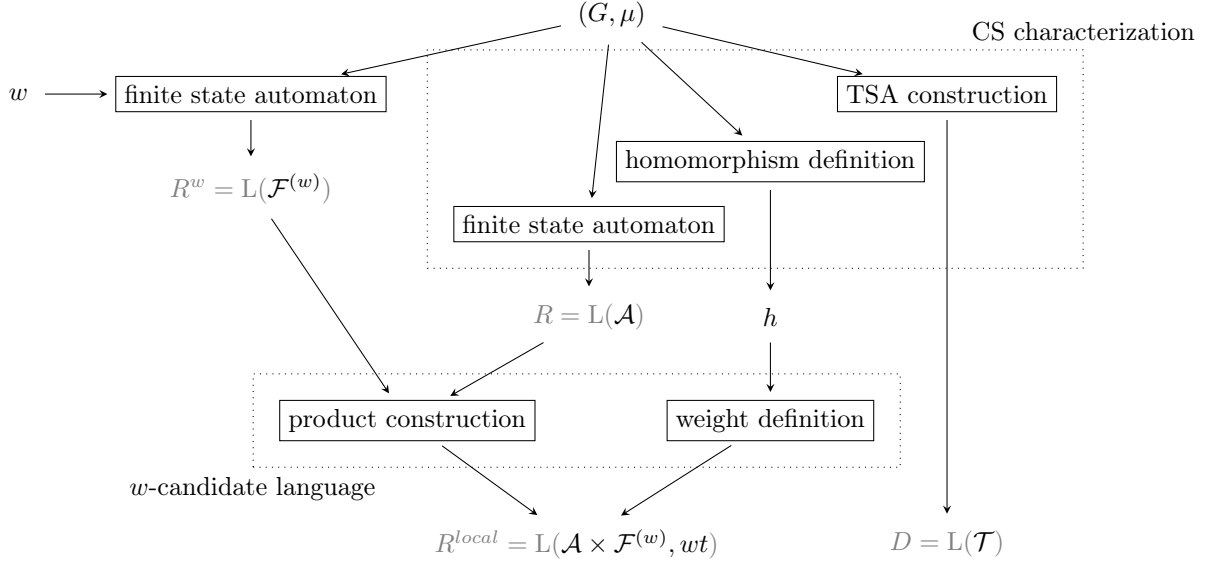 (G, μ)
CS characterization
w
finite state automaton
TSA construction
homomorphism definition
R^w = L(𝓕^(w))
finite state automaton
R = L(𝓐)
h
product construction
weight definition
w-candidate language
R^local = L(𝓐 × 𝓕^(w), wt)
D = L(𝓣)